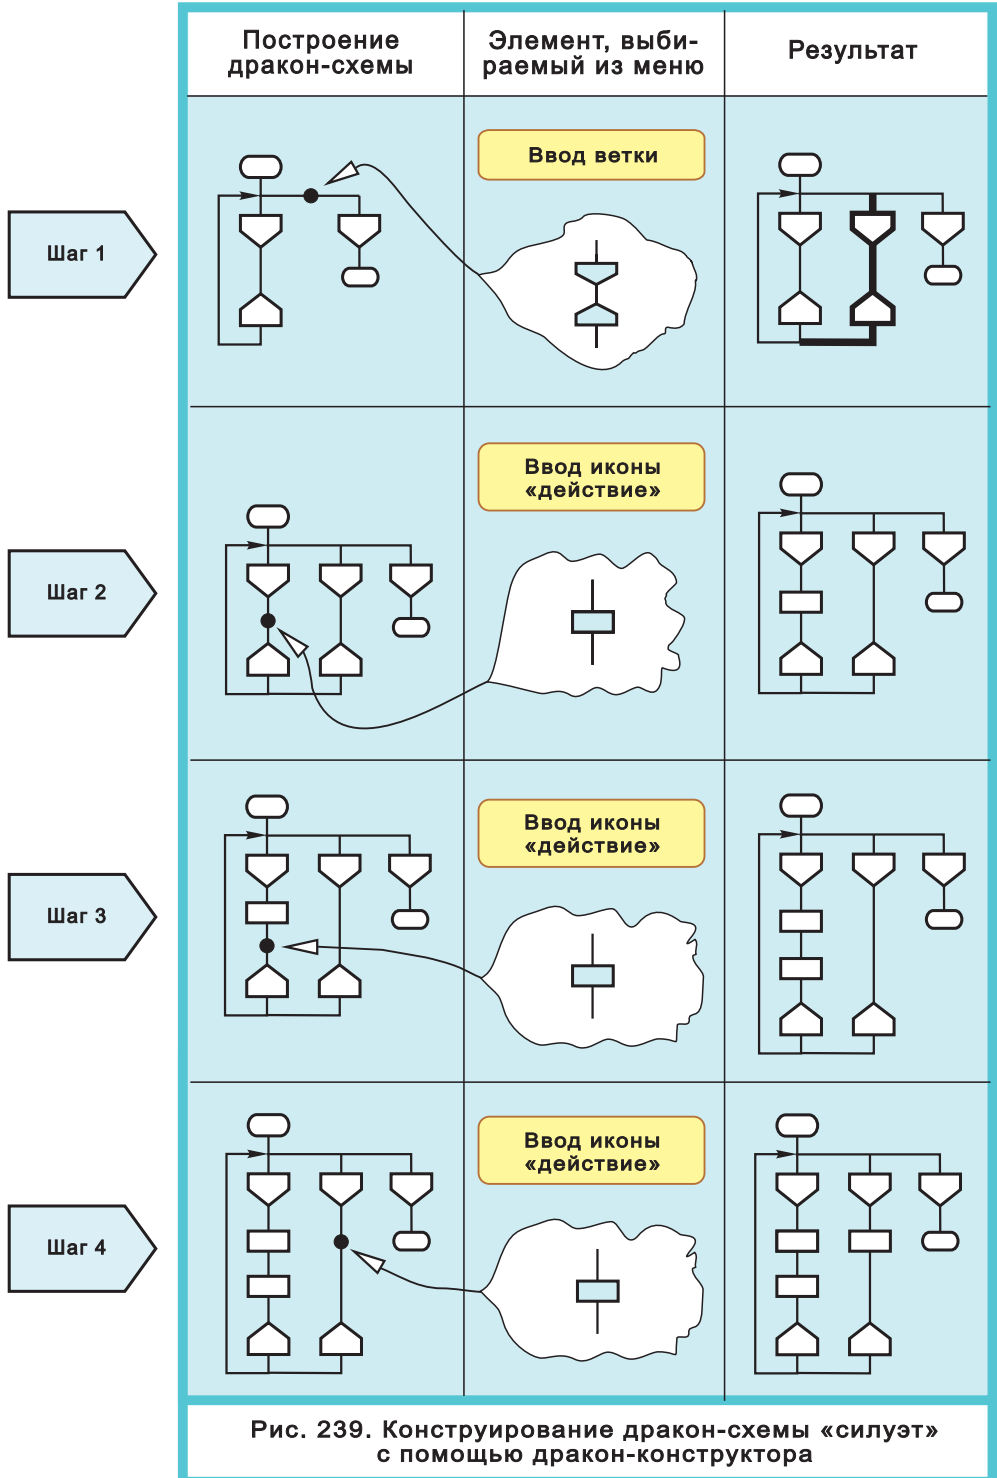 Построение
дракон-схемы
Элемент, выби-
раемый из меню
Результат
Шаг 1
Ввод ветки
Шаг 2
Ввод иконы
«действие»
Шаг 3
Ввод иконы
«действие»
Шаг 4
Ввод иконы
«действие»
Рис. 239. Конструирование дракон-схемы «силуэт»
с помощью дракон-конструктора